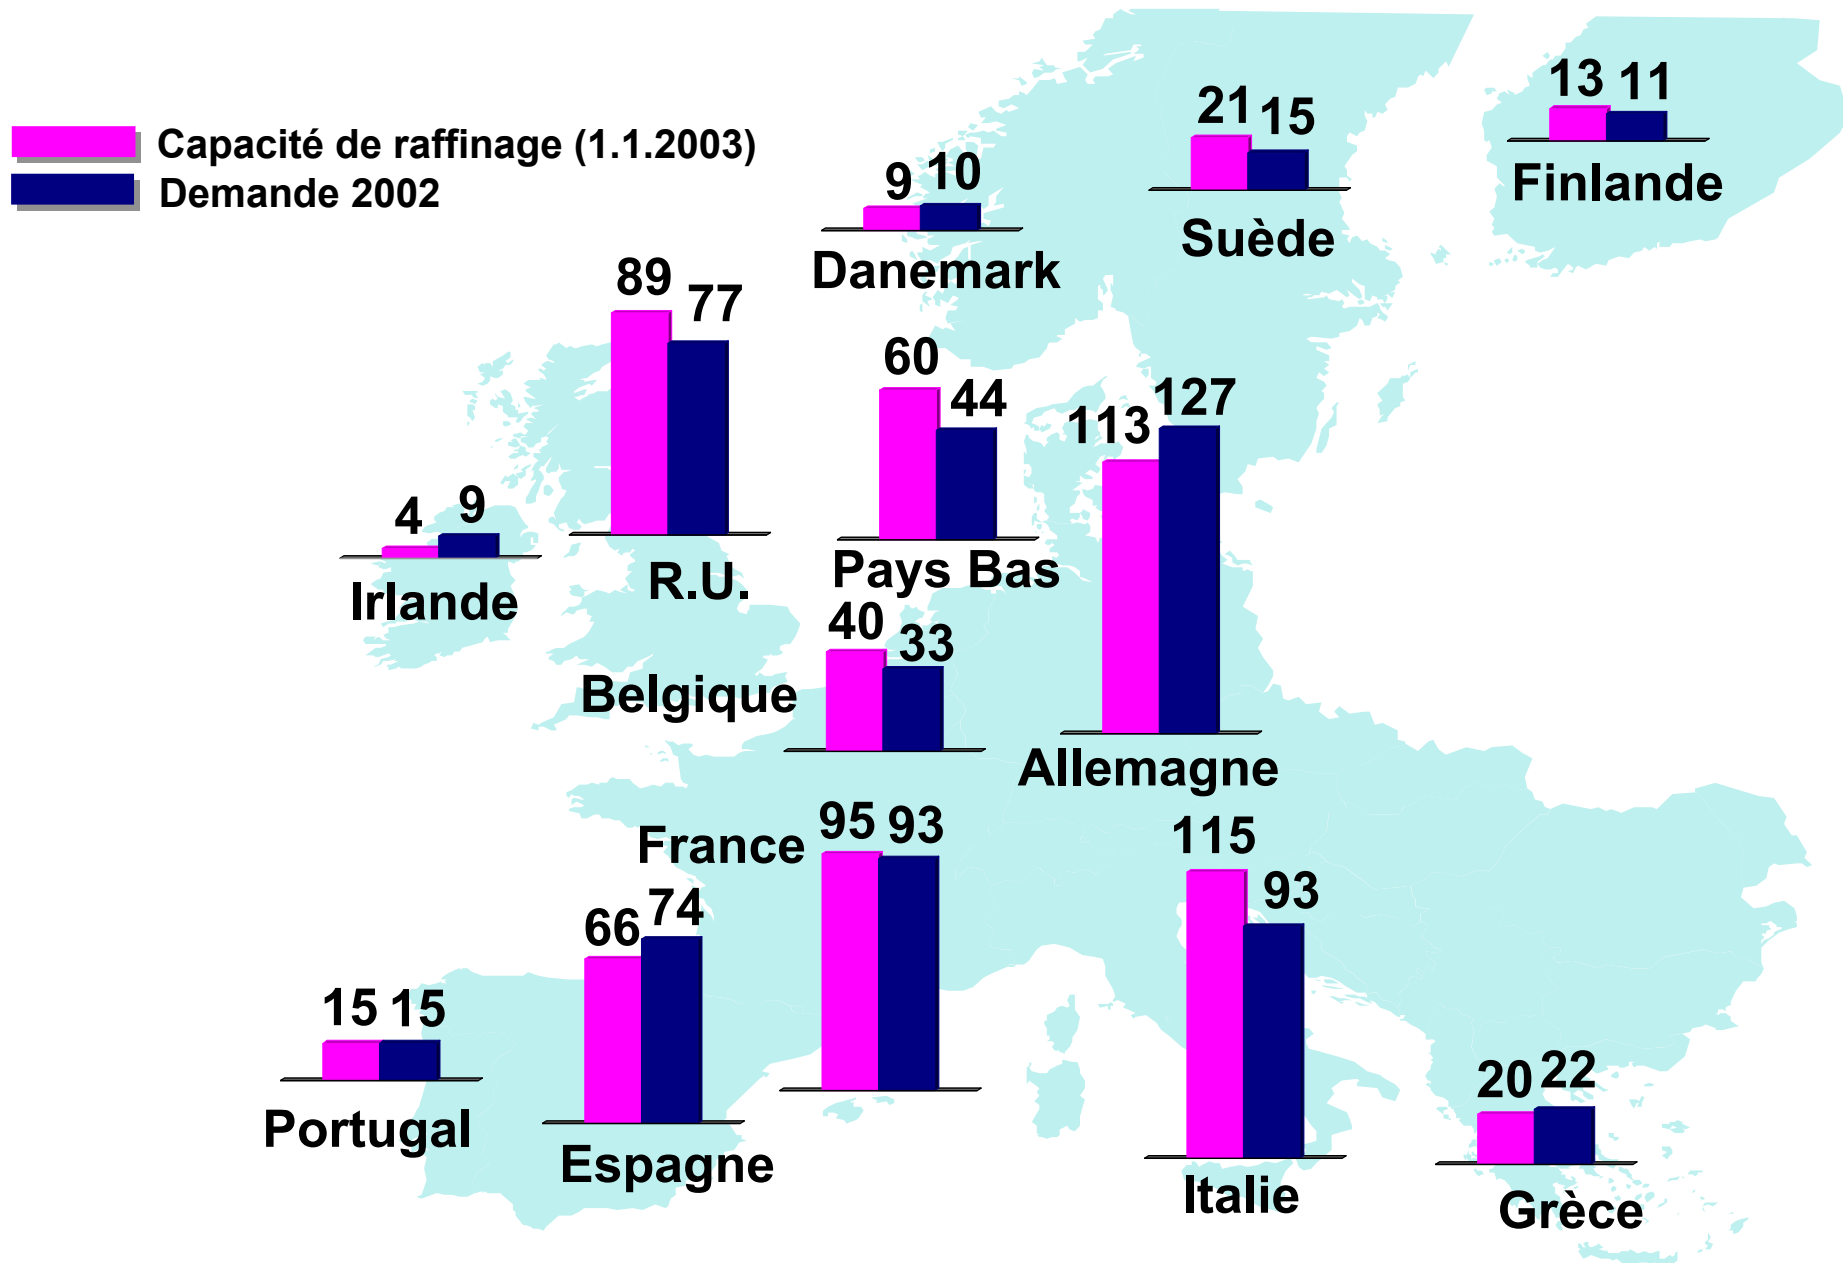 Capacité de raffinage (1.1.2003)
Demande 2002
13 11
Finlande
21 15
Suède
9 10
Danemark
89 77
R.U.
60 44
Pays Bas
113 127
Allemagne
4 9
Irlande
40 33
Belgique
France
95 93
115 93
Italie
66 74
Espagne
15 15
Portugal
20 22
Grèce